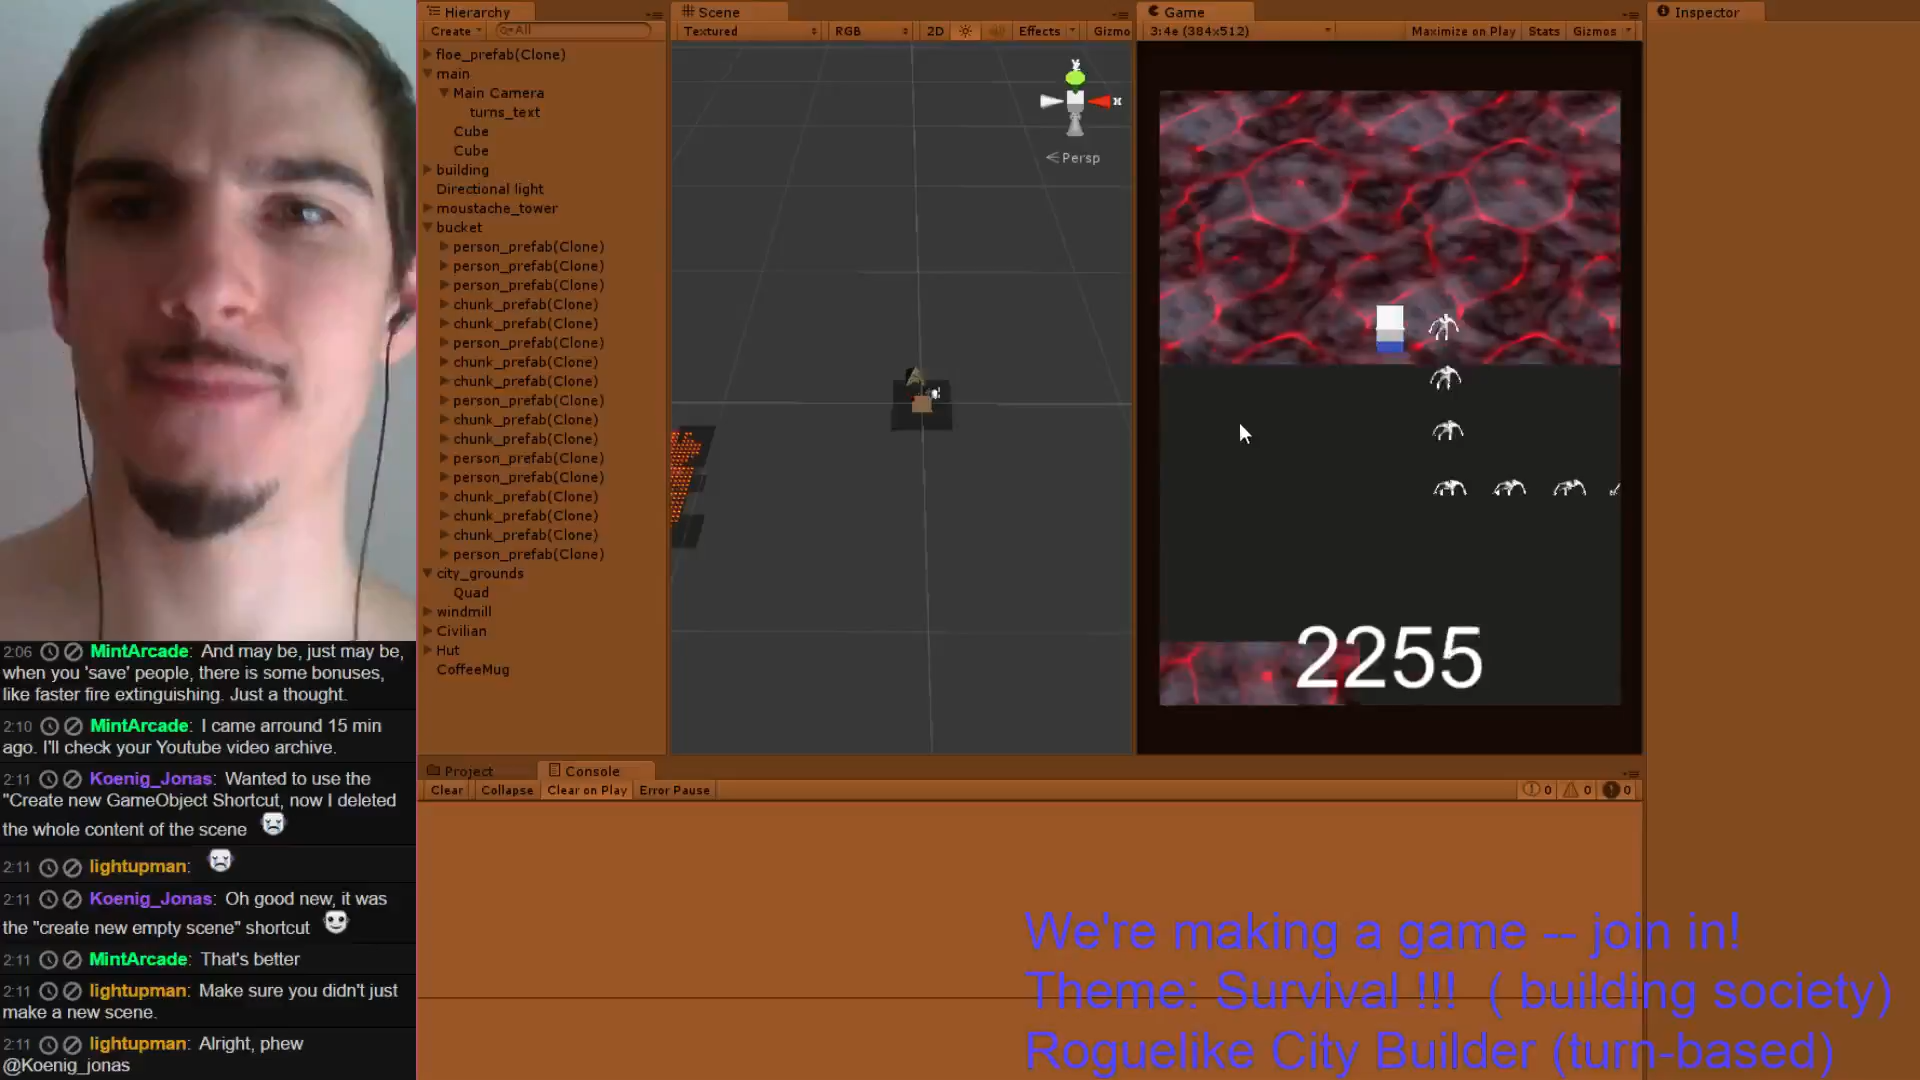 Hierarchy
Create
All
floe_prefab(Clone)
main
Main Camera
turns_text
Cube
Cube
building
Directional light
moustache_tower
bucket
person_prefab(Clone)
person_prefab(Clone)
person_prefab(Clone)
chunk_prefab(Clone)
chunk_prefab(Clone)
person_prefab(Clone)
chunk_prefab(Clone)
chunk_prefab(Clone)
person_prefab(Clone)
chunk_prefab(Clone)
chunk_prefab(Clone)
person_prefab(Clone)
person_prefab(Clone)
chunk_prefab(Clone)
chunk_prefab(Clone)
chunk_prefab(Clone)
person_prefab(Clone)
city_grounds
Quad
windmill
Civilian
Hut
CoffeeMug
Scene
Textured RGB 2D Effects Gizmo
y
x
Persp
Game
3:4e (384x512) Maximize on Play Stats Gizmos
2255
Inspector
Project Console
Clear Collapse Clear on Play Error Pause 0 0 0
2:06 MintArcade: And may be, just may be,
when you 'save' people, there is some bonuses,
like faster fire extinguishing. Just a thought.
2:10 MintArcade: I came arround 15 min
ago. I'll check your Youtube video archive.
2:11 Koenig_Jonas: Wanted to use the
"Create new GameObject Shortcut, now I deleted
the whole content of the scene
2:11 lightupman:
2:11 Koenig_Jonas: Oh good new, it was
the "create new empty scene" shortcut
2:11 MintArcade: That's better
2:11 lightupman: Make sure you didn't just
make a new scene.
2:11 lightupman: Alright, phew
@Koenig_jonas
We're making a game -- join in!
Theme: Survival !!! ( building society)
Roguelike City Builder (turn-based)